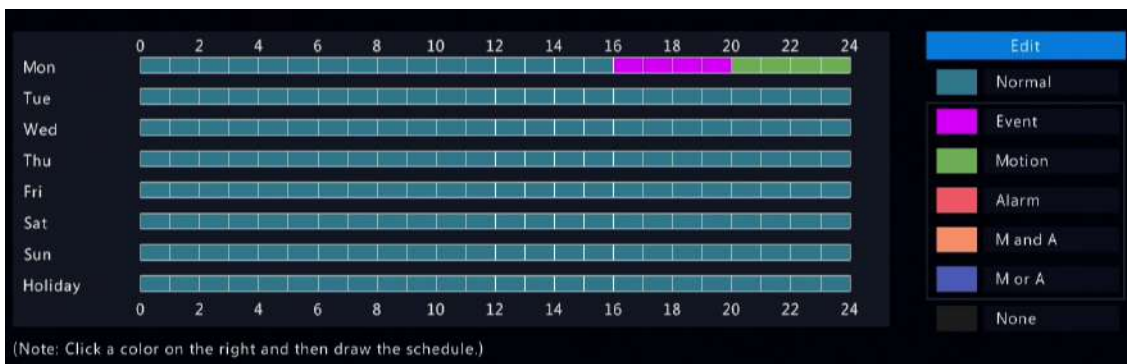 0 2 4 6 8 10 12 14 16 18 20 22 24
Edit
Mon
Normal
Tue
Wed
Event
Thu
Motion
Fri
Alarm
Sat
M and A
Sun
M or A
Holiday
0 2 4 6 8 10 12 14 16 18 20 22 24
None
(Note: Click a color on the right and then draw the schedule.)